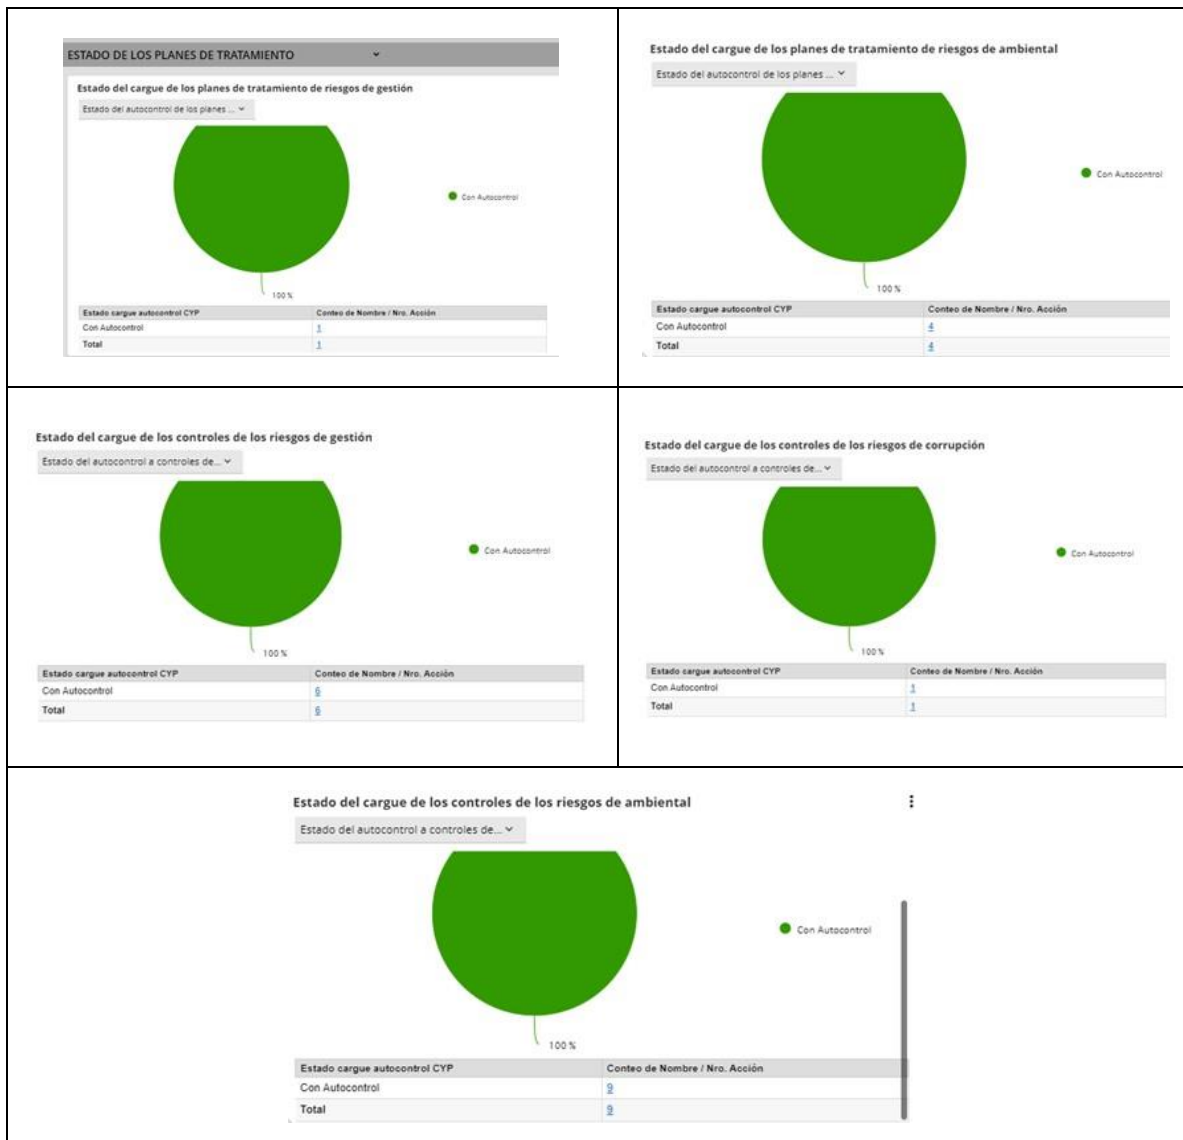 ESTADO DE LOS PLANES DE TRATAMIENTO
Estado del cargue de los planes de tratamiento de riesgos de gestión
Estado del autocontrol de los planes ...
Con Autocontrol
100 %
Estado cargue autocontrol CYP Conteo de Nombre / Nro. Acción
Con Autocontrol 1
Total 1
Estado del cargue de los planes de tratamiento de riesgos de ambiental
Estado del autocontrol de los planes ...
Con Autocontrol
100 %
Estado cargue autocontrol CYP Conteo de Nombre / Nro. Acción
Con Autocontrol 4
Total 4
Estado del cargue de los controles de los riesgos de gestión
Estado del autocontrol a controles de...
Con Autocontrol
100 %
Estado cargue autocontrol CYP Conteo de Nombre / Nro. Acción
Con Autocontrol 6
Total 6
Estado del cargue de los controles de los riesgos de corrupción
Estado del autocontrol a controles de...
Con Autocontrol
100 %
Estado cargue autocontrol CYP Conteo de Nombre / Nro. Acción
Con Autocontrol 1
Total 1
Estado del cargue de los controles de los riesgos de ambiental
Estado del autocontrol a controles de...
Con Autocontrol
100 %
Estado cargue autocontrol CYP Conteo de Nombre / Nro. Acción
Con Autocontrol 9
Total 9